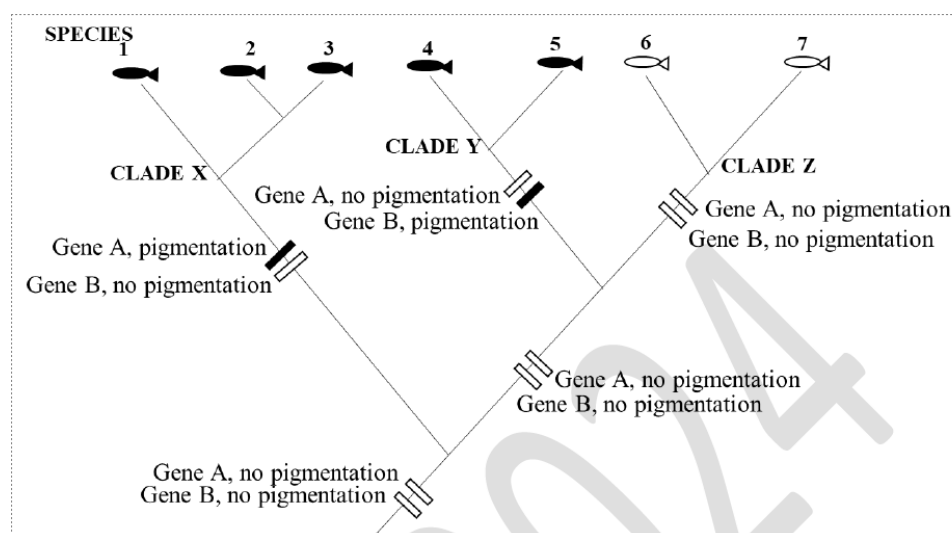 SPECIES
1 2 3 4 5 6 7
CLADE X
CLADE Y
CLADE Z
Gene A, no pigmentation
Gene B, pigmentation
Gene A, no pigmentation
Gene B, no pigmentation
Gene A, pigmentation
Gene B, no pigmentation
Gene A, no pigmentation
Gene B, no pigmentation
Gene A, no pigmentation
Gene B, no pigmentation
2024